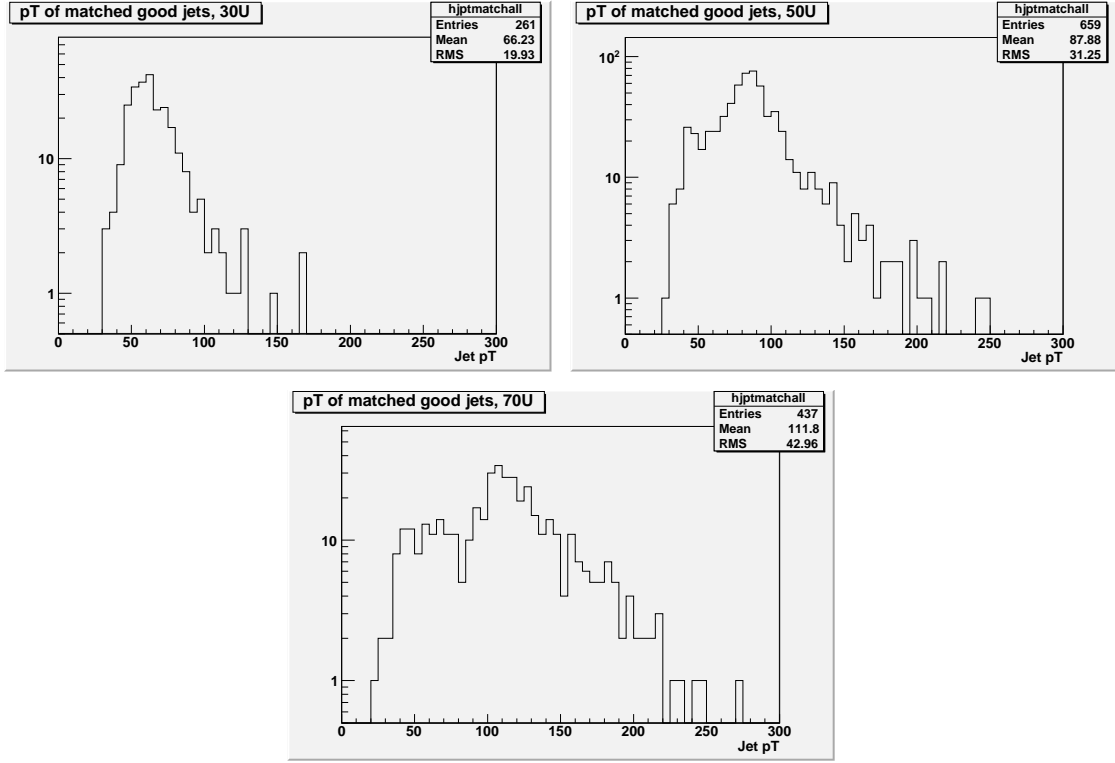 pT of matched good jets, 30U
hjptmatchall
Entries 261
Mean 66.23
RMS 19.93
10
1
0 50 100 150 200 250 300
Jet pT
pT of matched good jets, 50U
hjptmatchall
Entries 659
Mean 87.88
RMS 31.25
10²
10
1
0 50 100 150 200 250 300
Jet pT
pT of matched good jets, 70U
hjptmatchall
Entries 437
Mean 111.8
RMS 42.96
10
1
0 50 100 150 200 250 300
Jet pT